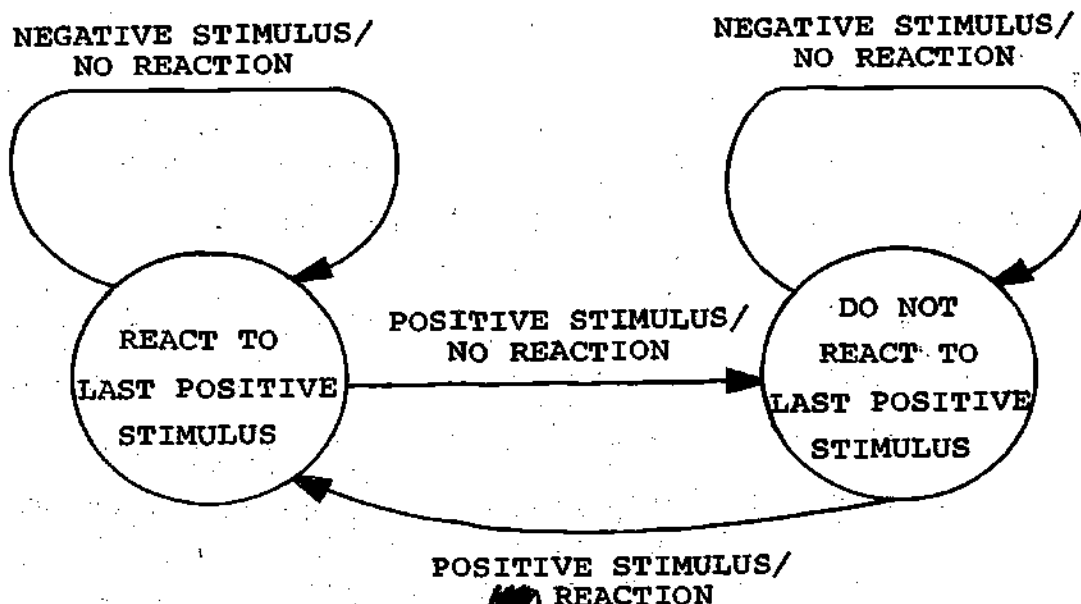 NEGATIVE STIMULUS/
NO REACTION
NEGATIVE STIMULUS/
NO REACTION
REACT TO
LAST POSITIVE
STIMULUS
POSITIVE STIMULUS/
NO REACTION
DO NOT
REACT TO
LAST POSITIVE
STIMULUS
POSITIVE STIMULUS/
REACTION